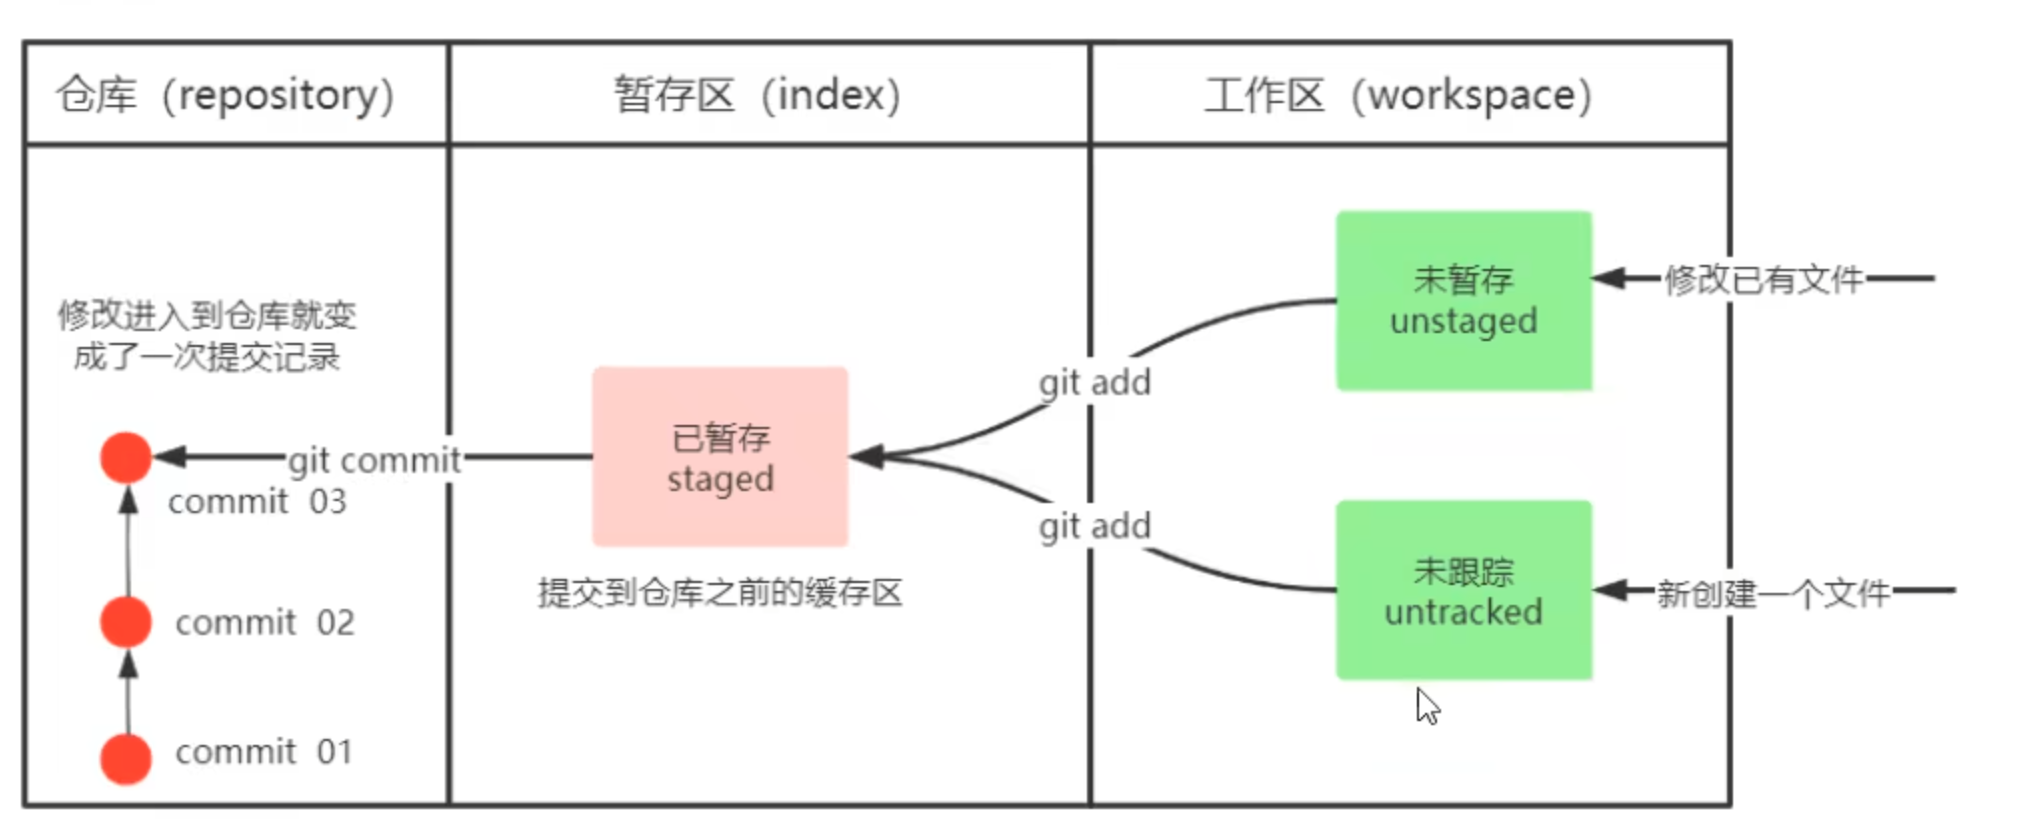 仓库（repository）
暂存区（index）
工作区（workspace）
修改进入到仓库就变
成了一次提交记录
git commit
commit 03
commit 02
commit 01
已暂存
staged
提交到仓库之前的缓存区
git add
git add
未暂存
unstaged
修改已有文件
未跟踪
untracked
新创建一个文件